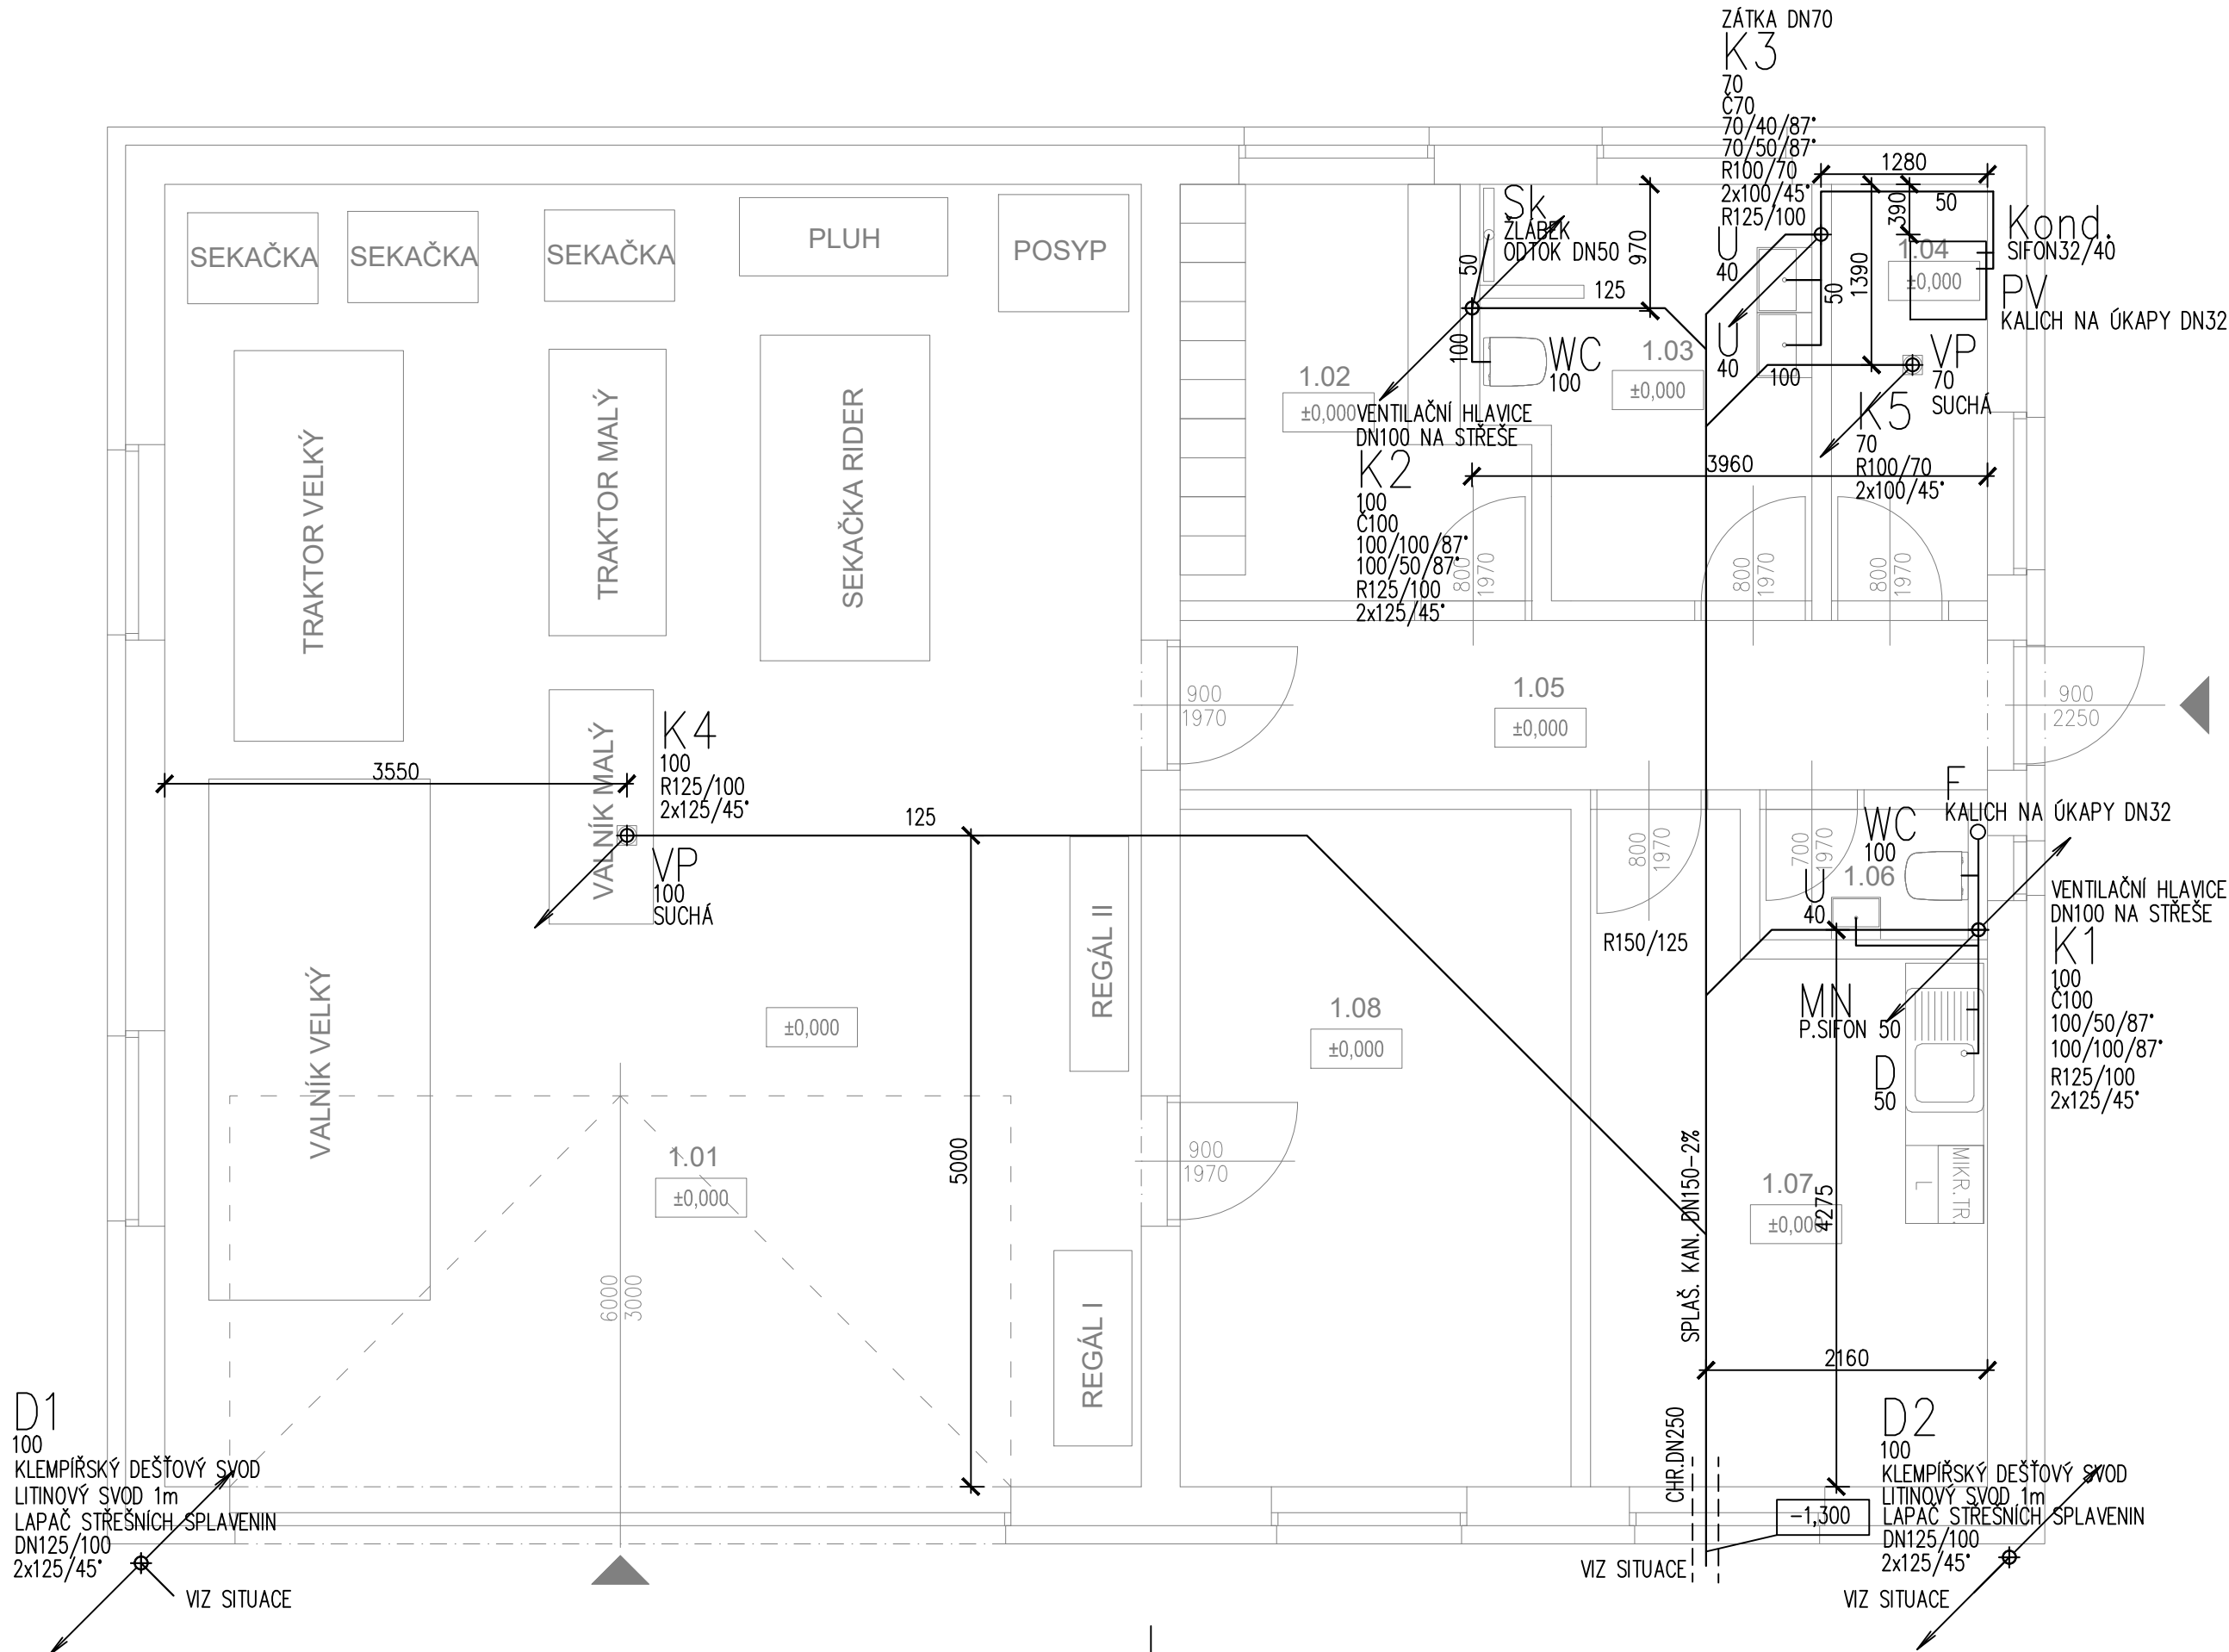 ZÁTKA DN70
K3
70
Č70
70/40/87°
70/50/87°
R100/70
2x100/45°
R125/100
1280
50
390
Kond.
SIFON32/40
1.04
±0,000
PV
KALICH NA ÚKAPY DN32
VP
70
SUCHÁ
K5
70
R100/70
2x100/45°
1390
50
U
40
U
40
100
Sk
ŽLÁBEK
ODTOK DN50
50
970
125
100
WC
100
1.03
±0,000
1.02
±0,000
VENTILAČNÍ HLAVICE
DN100 NA STŘEŠE
K2
100
Č100
100/100/87°
100/50/87°
R125/100
2x125/45°
3960
800
1970
800
1970
800
1970
SEKAČKA
SEKAČKA
SEKAČKA
PLUH
POSYP
TRAKTOR VELKÝ
TRAKTOR MALÝ
SEKAČKA RIDER
VALNÍK MALÝ
K4
100
R125/100
2x125/45°
3550
125
VP
100
SUCHÁ
900
1970
1.05
±0,000
900
2250
F
KALICH NA ÚKAPY DN32
WC
100
1.06
U
40
800
1970
700
1970
R150/125
VENTILAČNÍ HLAVICE
DN100 NA STŘEŠE
K1
100
Č100
100/50/87°
100/100/87°
R125/100
2x125/45°
MN
P.SIFON 50
D
50
MIKR.TR.
L
VALNÍK VELKÝ
REGÁL II
±0,000
1.08
±0,000
5000
900
1970
1.01
±0,000
6000
3000
REGÁL I
SPLAŠ. KAN. DN150-2%
1.07
±0,000
4275
2160
CHR.DN250
-1,300
VIZ SITUACE
D1
100
KLEMPÍŘSKÝ DEŠŤOVÝ SVOD
LITINOVÝ SVOD 1m
LAPAČ STŘEŠNÍCH SPLAVENIN
DN125/100
2x125/45°
VIZ SITUACE
D2
100
KLEMPÍŘSKÝ DEŠŤOVÝ SVOD
LITINOVÝ SVOD 1m
LAPAČ STŘEŠNÍCH SPLAVENIN
DN125/100
2x125/45°
VIZ SITUACE